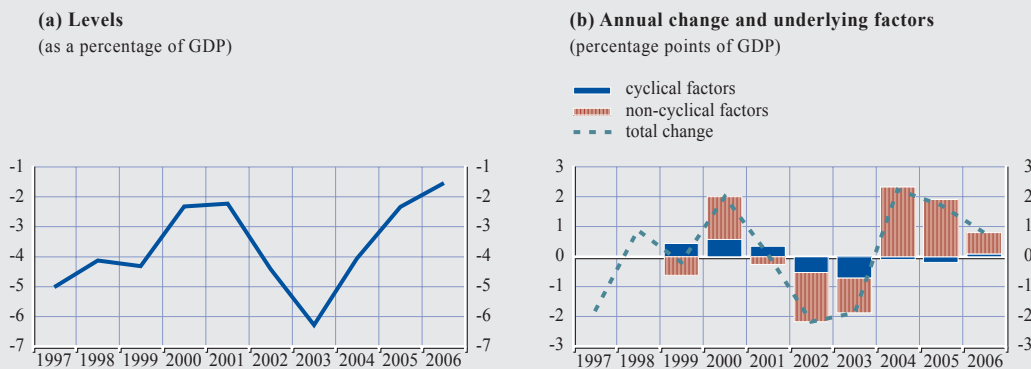 (a) Levels
(as a percentage of GDP)
-1 -1
-2 -2
-3 -3
-4 -4
-5 -5
-6 -6
-7 -7
1997 1998 1999 2000 2001 2002 2003 2004 2005 2006
(b) Annual change and underlying factors
(percentage points of GDP)
cyclical factors
non-cyclical factors
total change
3 3
2 2
1 1
0 0
-1 -1
-2 -2
-3 -3
1997 1998 1999 2000 2001 2002 2003 2004 2005 2006